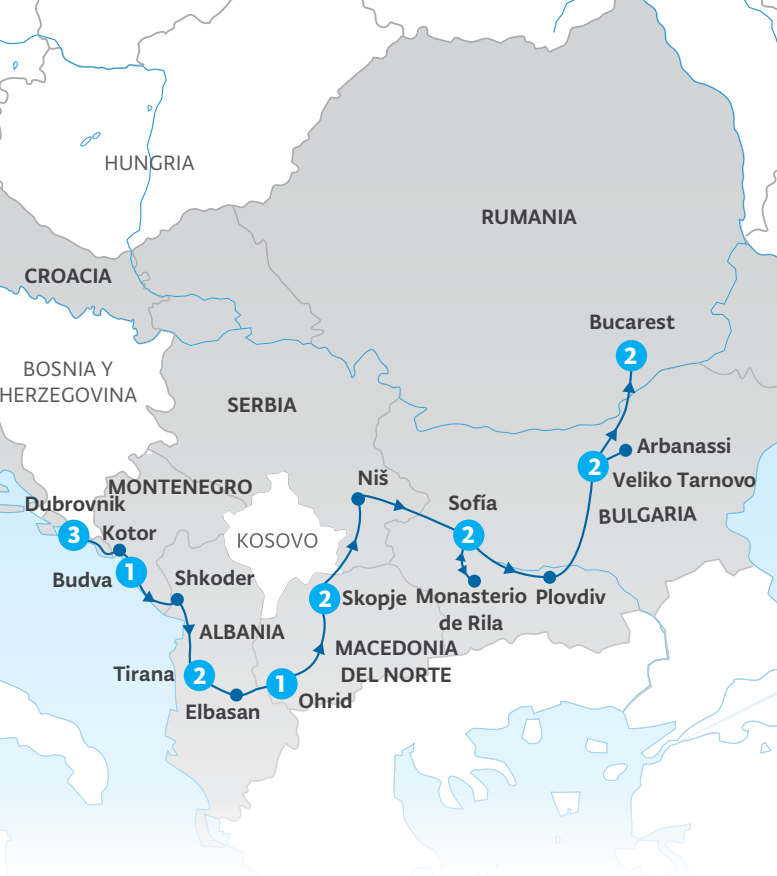 HUNGRIA
RUMANIA
CROACIA
Bucarest
2
BOSNIA Y
HERZEGOVINA
SERBIA
Arbanassi
2
Veliko Tarnovo
Niš
MONTENEGRO
Dubrovnik
3
Kotor
Sofía
2
BULGARIA
KOSOVO
Budva
1
Shkoder
2
Skopje
Monasterio
de Rila
Plovdiv
ALBANIA
MACEDONIA
DEL NORTE
Tirana
2
1
Ohrid
Elbasan